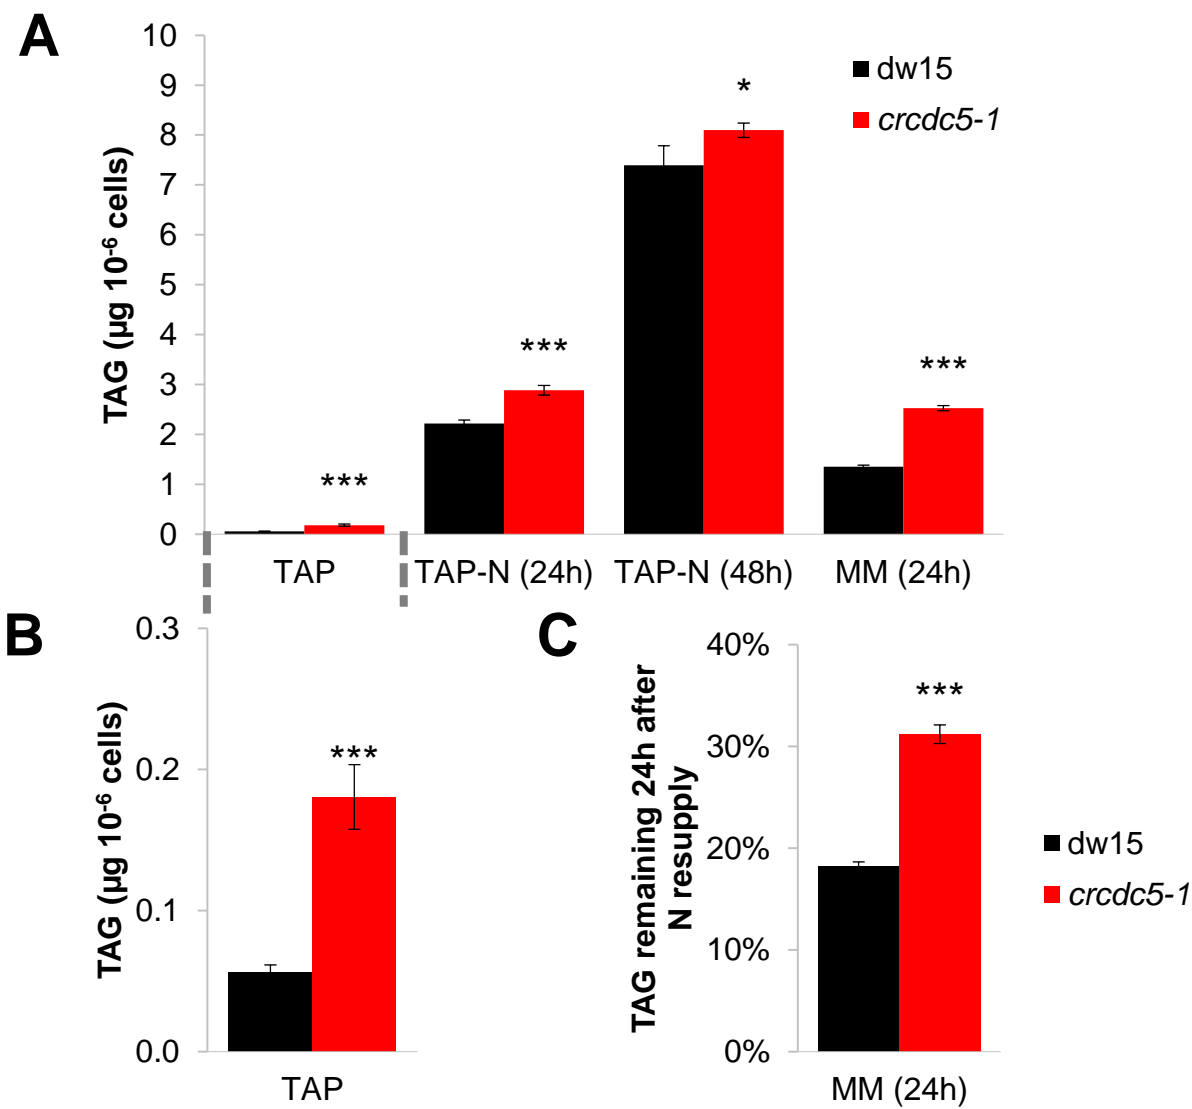 A
10
9
8
7
6
5
4
3
2
1
0
TAG (µg 10⁻⁶ cells)
dw15
crcdc5-1
***
***
*
***
TAP
TAP-N (24h)
TAP-N (48h)
MM (24h)
B
0.3
0.2
0.1
0.0
TAG (µg 10⁻⁶ cells)
***
TAP
C
40%
30%
20%
10%
0%
TAG remaining 24h after
N resupply
***
MM (24h)
dw15
crcdc5-1